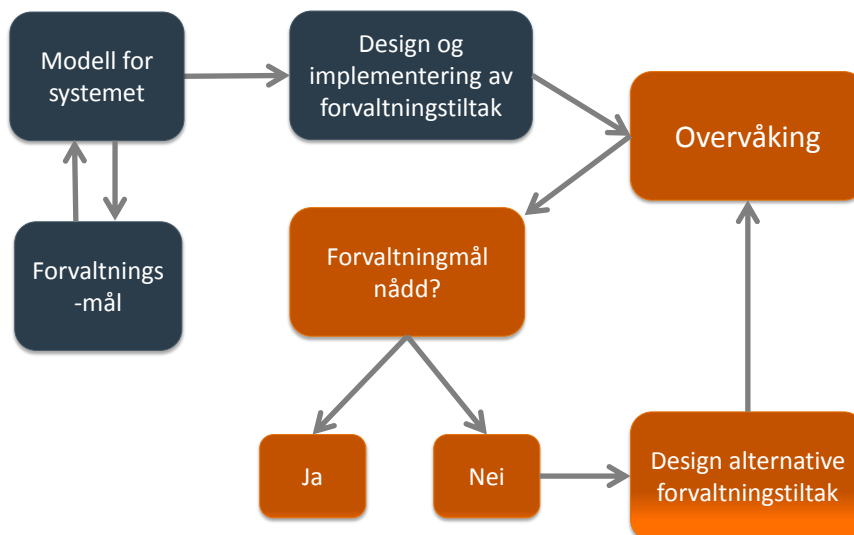 Modell for
systemet
Design og
implementering av
forvaltningstiltak
Overvåking
Forvaltnings
-mål
Forvaltningmål
nådd?
Ja
Nei
Design alternative
forvaltningstiltak